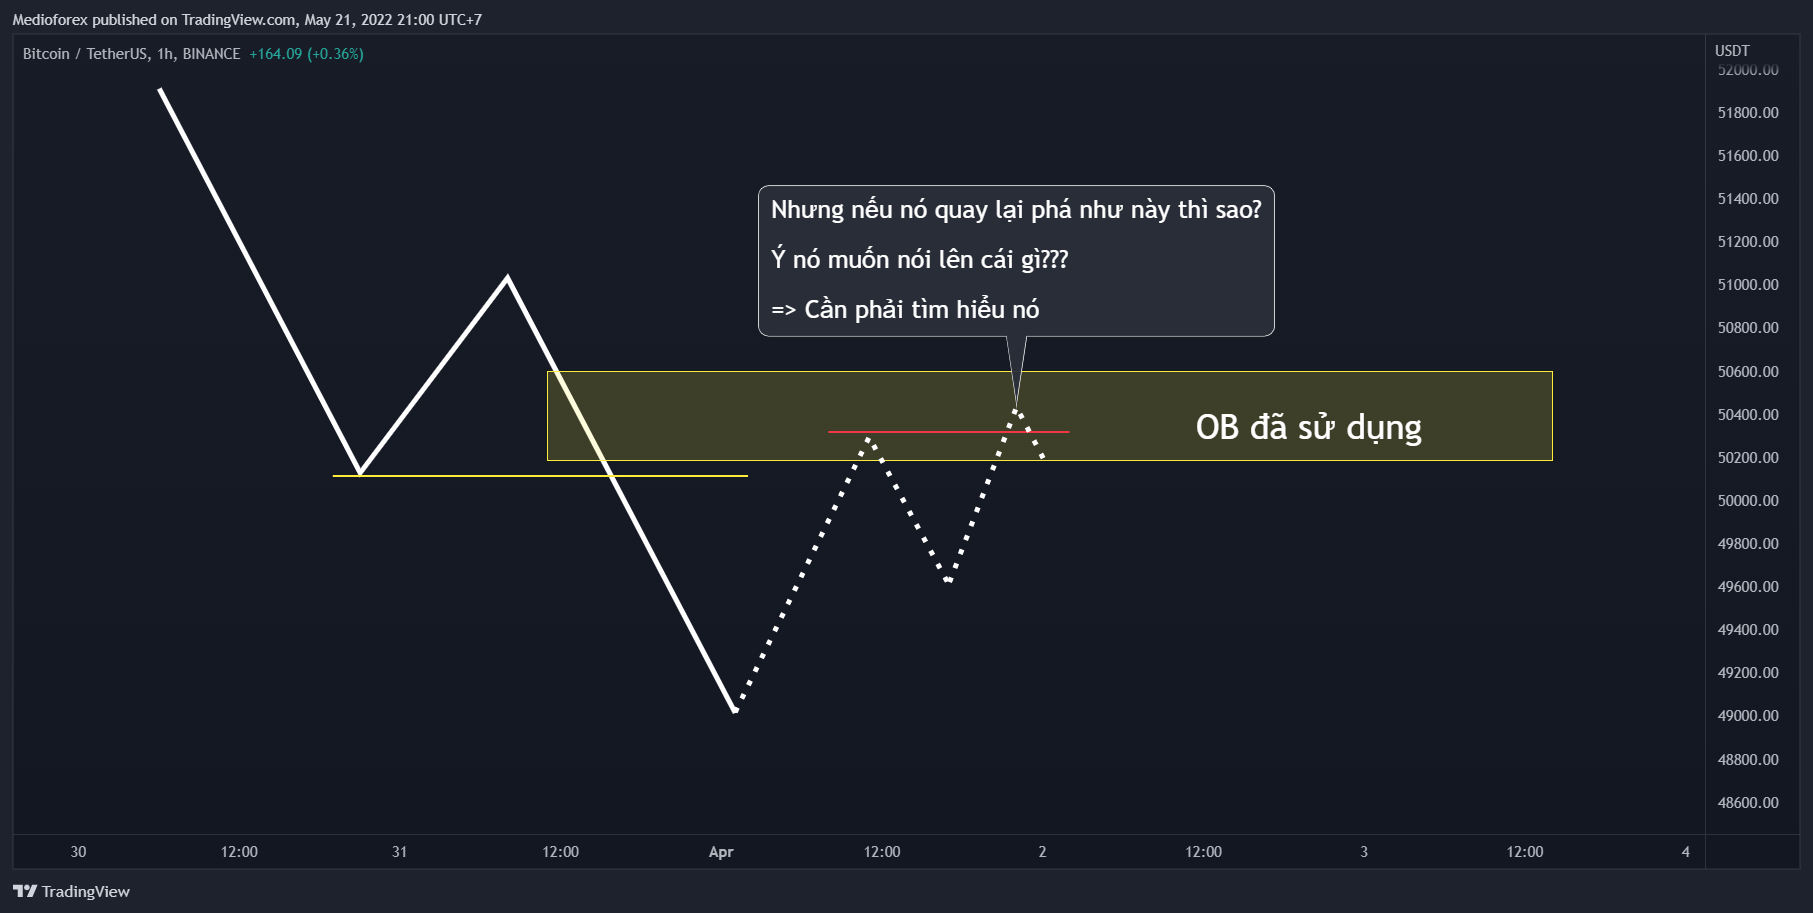 Medioforex published on TradingView.com, May 21, 2022 21:00 UTC+7
Bitcoin / TetherUS, 1h, BINANCE +164.09 (+0.36%)
USDT
52000.00
51800.00
51600.00
51400.00
51200.00
51000.00
50800.00
50600.00
50400.00
50200.00
50000.00
49800.00
49600.00
49400.00
49200.00
49000.00
48800.00
48600.00
Nhưng nếu nó quay lại phá như này thì sao?
Ý nó muốn nói lên cái gì???
=> Cần phải tìm hiểu nó
OB đã sử dụng
30 12:00 31 12:00 Apr 12:00 2 12:00 3 12:00 4
TradingView